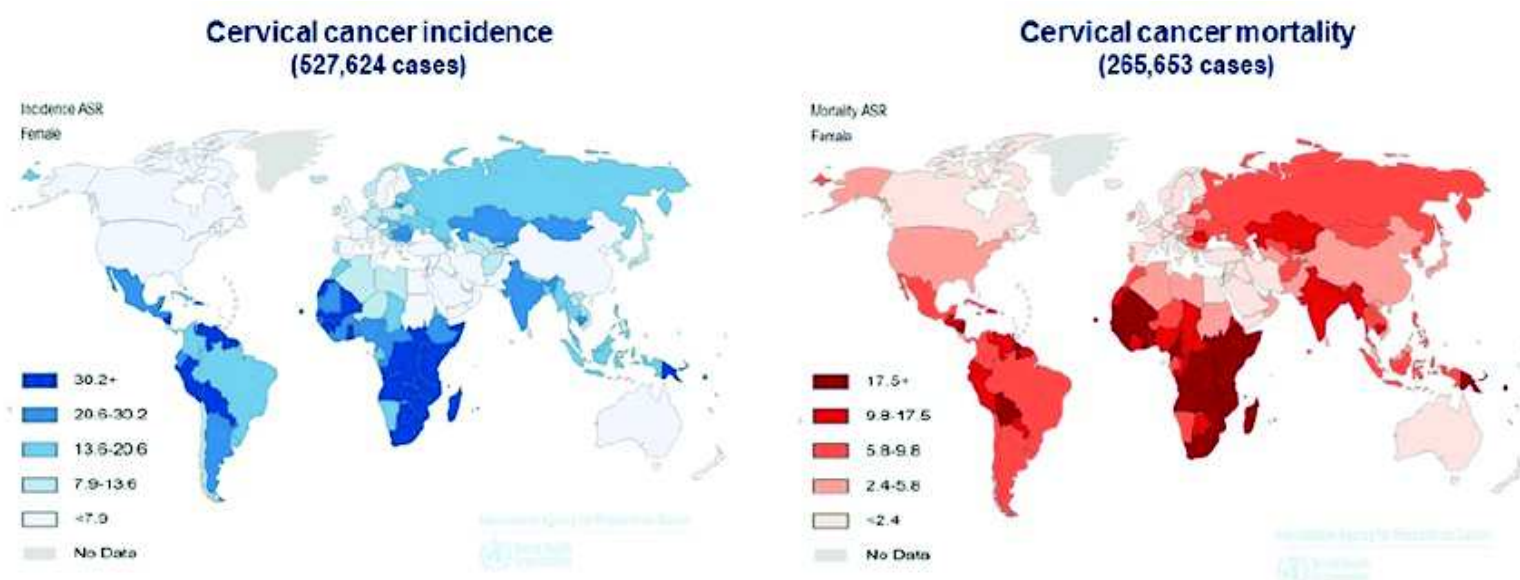 Cervical cancer incidence
(527,624 cases)
Incidence ASR
Female
30.2+
20.6-30.2
13.6-20.6
7.9-13.6
<7.9
No Data
Cervical cancer mortality
(265,653 cases)
Mortality ASR
Female
17.5+
9.8-17.5
5.8-9.8
2.4-5.8
<2.4
No Data